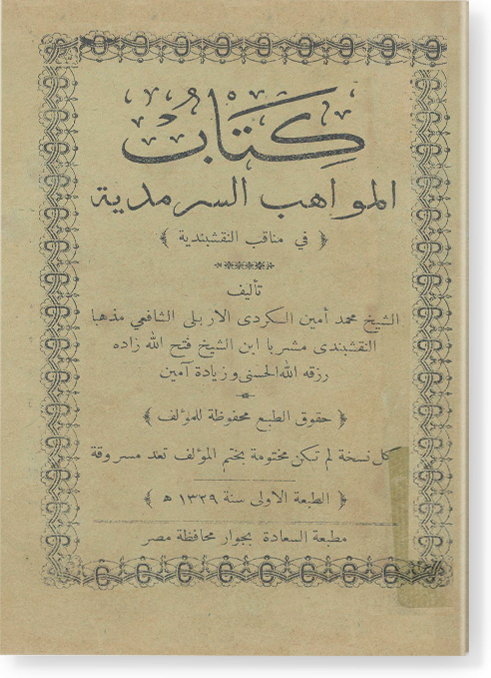 كتاب
المواهب السرمدية
﴿ في مناقب النقشبندية ﴾
تأليف
الشيخ محمد أمين الكردى الاربلى الشافعي مذهبا
النقشبندى مشربا ابن الشيخ فتح الله زاده
رزقه الله الحسنى وزيادة آمين
﴿ حقوق الطبع محفوظة للمؤلف ﴾
كل نسخة لم تكن مختومة بختم المؤلف تعد مسروقة
﴿ الطبعة الاولى سنة ١٣٢٩ ھ ﴾
مطبعة السعادة بجوار محافظة مصر